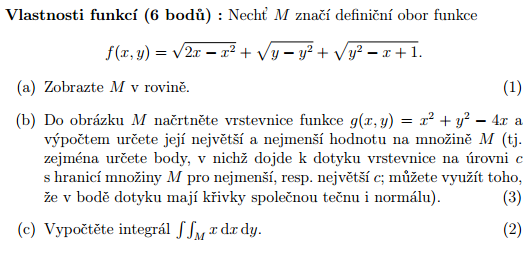 Vlastnosti funkcí (6 bodů) : Nechť M značí definiční obor funkce
f(x, y) = √(2x − x²) + √(y − y²) + √(y² − x + 1).
(a) Zobrazte M v rovině. (1)
(b) Do obrázku M načrtněte vrstevnice funkce g(x, y) = x² + y² − 4x a
výpočtem určete její největší a nejmenší hodnotu na množině M (tj.
zejména určete body, v nichž dojde k dotyku vrstevnice na úrovni c
s hranicí množiny M pro nejmenší, resp. největší c; můžete využít toho,
že v bodě dotyku mají křivky společnou tečnu i normálu). (3)
(c) Vypočtěte integrál ∫∫_M x dx dy. (2)